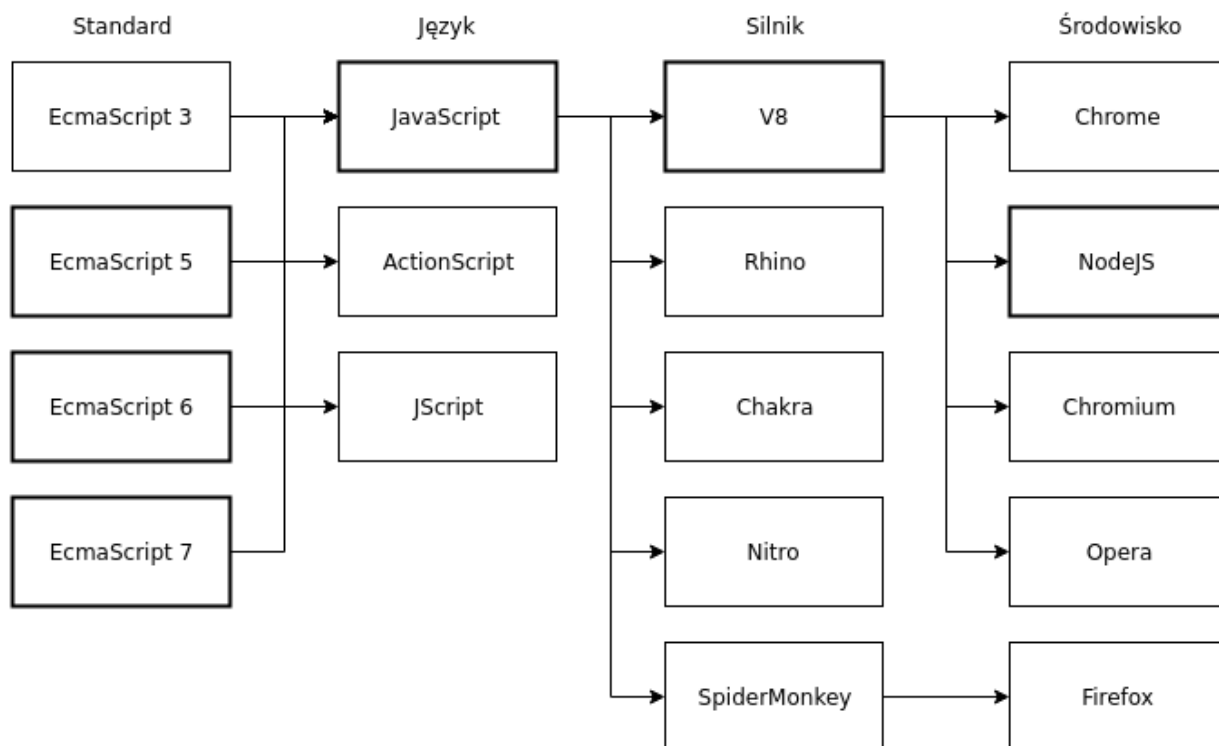 Standard
Język
Silnik
Środowisko
EcmaScript 3
JavaScript
V8
Chrome
EcmaScript 5
ActionScript
Rhino
NodeJS
EcmaScript 6
JScript
Chakra
Chromium
EcmaScript 7
Nitro
Opera
SpiderMonkey
Firefox